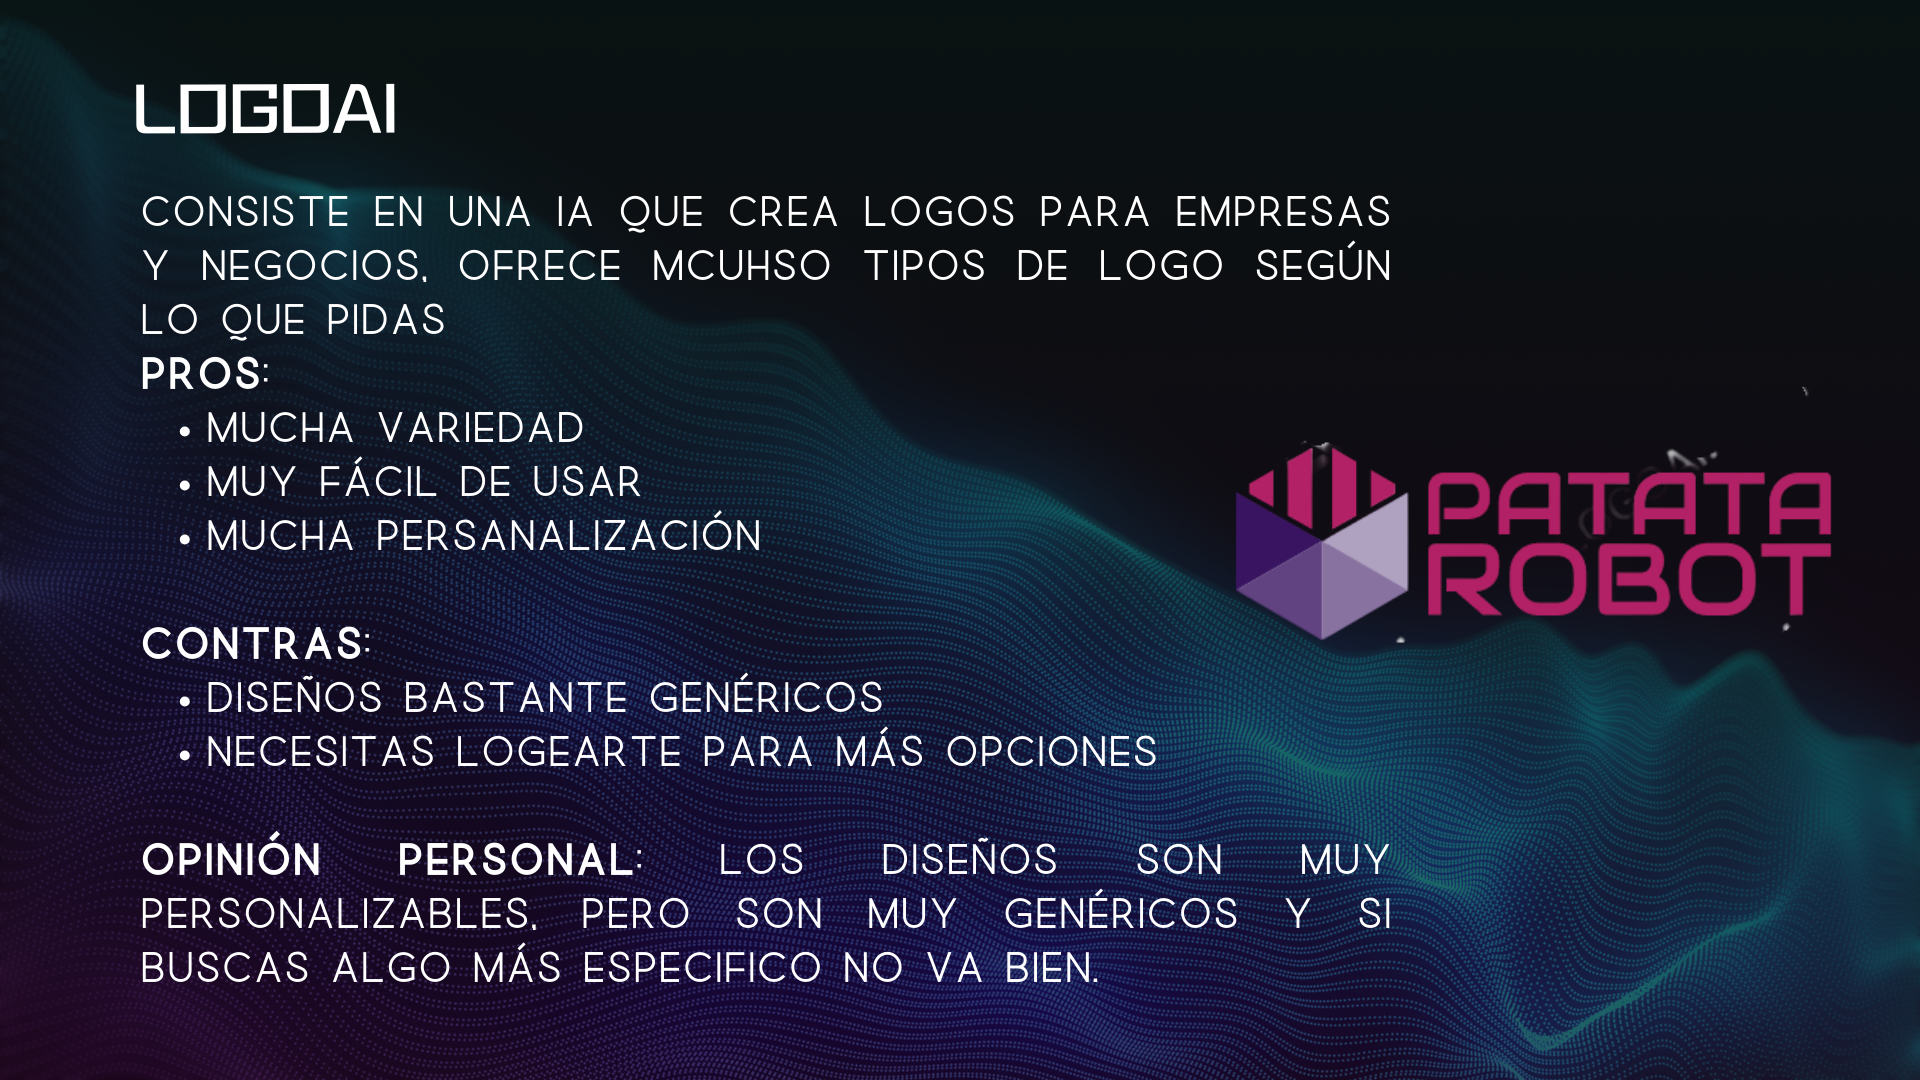 LOGOAI
CONSISTE EN UNA IA QUE CREA LOGOS PARA EMPRESAS
Y NEGOCIOS, OFRECE MCUHSO TIPOS DE LOGO SEGÚN
LO QUE PIDAS
PROS:
• MUCHA VARIEDAD
• MUY FÁCIL DE USAR
• MUCHA PERSANALIZACIÓN
PATATA
ROBOT
CONTRAS:
• DISEÑOS BASTANTE GENÉRICOS
• NECESITAS LOGEARTE PARA MÁS OPCIONES
OPINIÓN PERSONAL: LOS DISEÑOS SON MUY
PERSONALIZABLES, PERO SON MUY GENÉRICOS Y SI
BUSCAS ALGO MÁS ESPECIFICO NO VA BIEN.